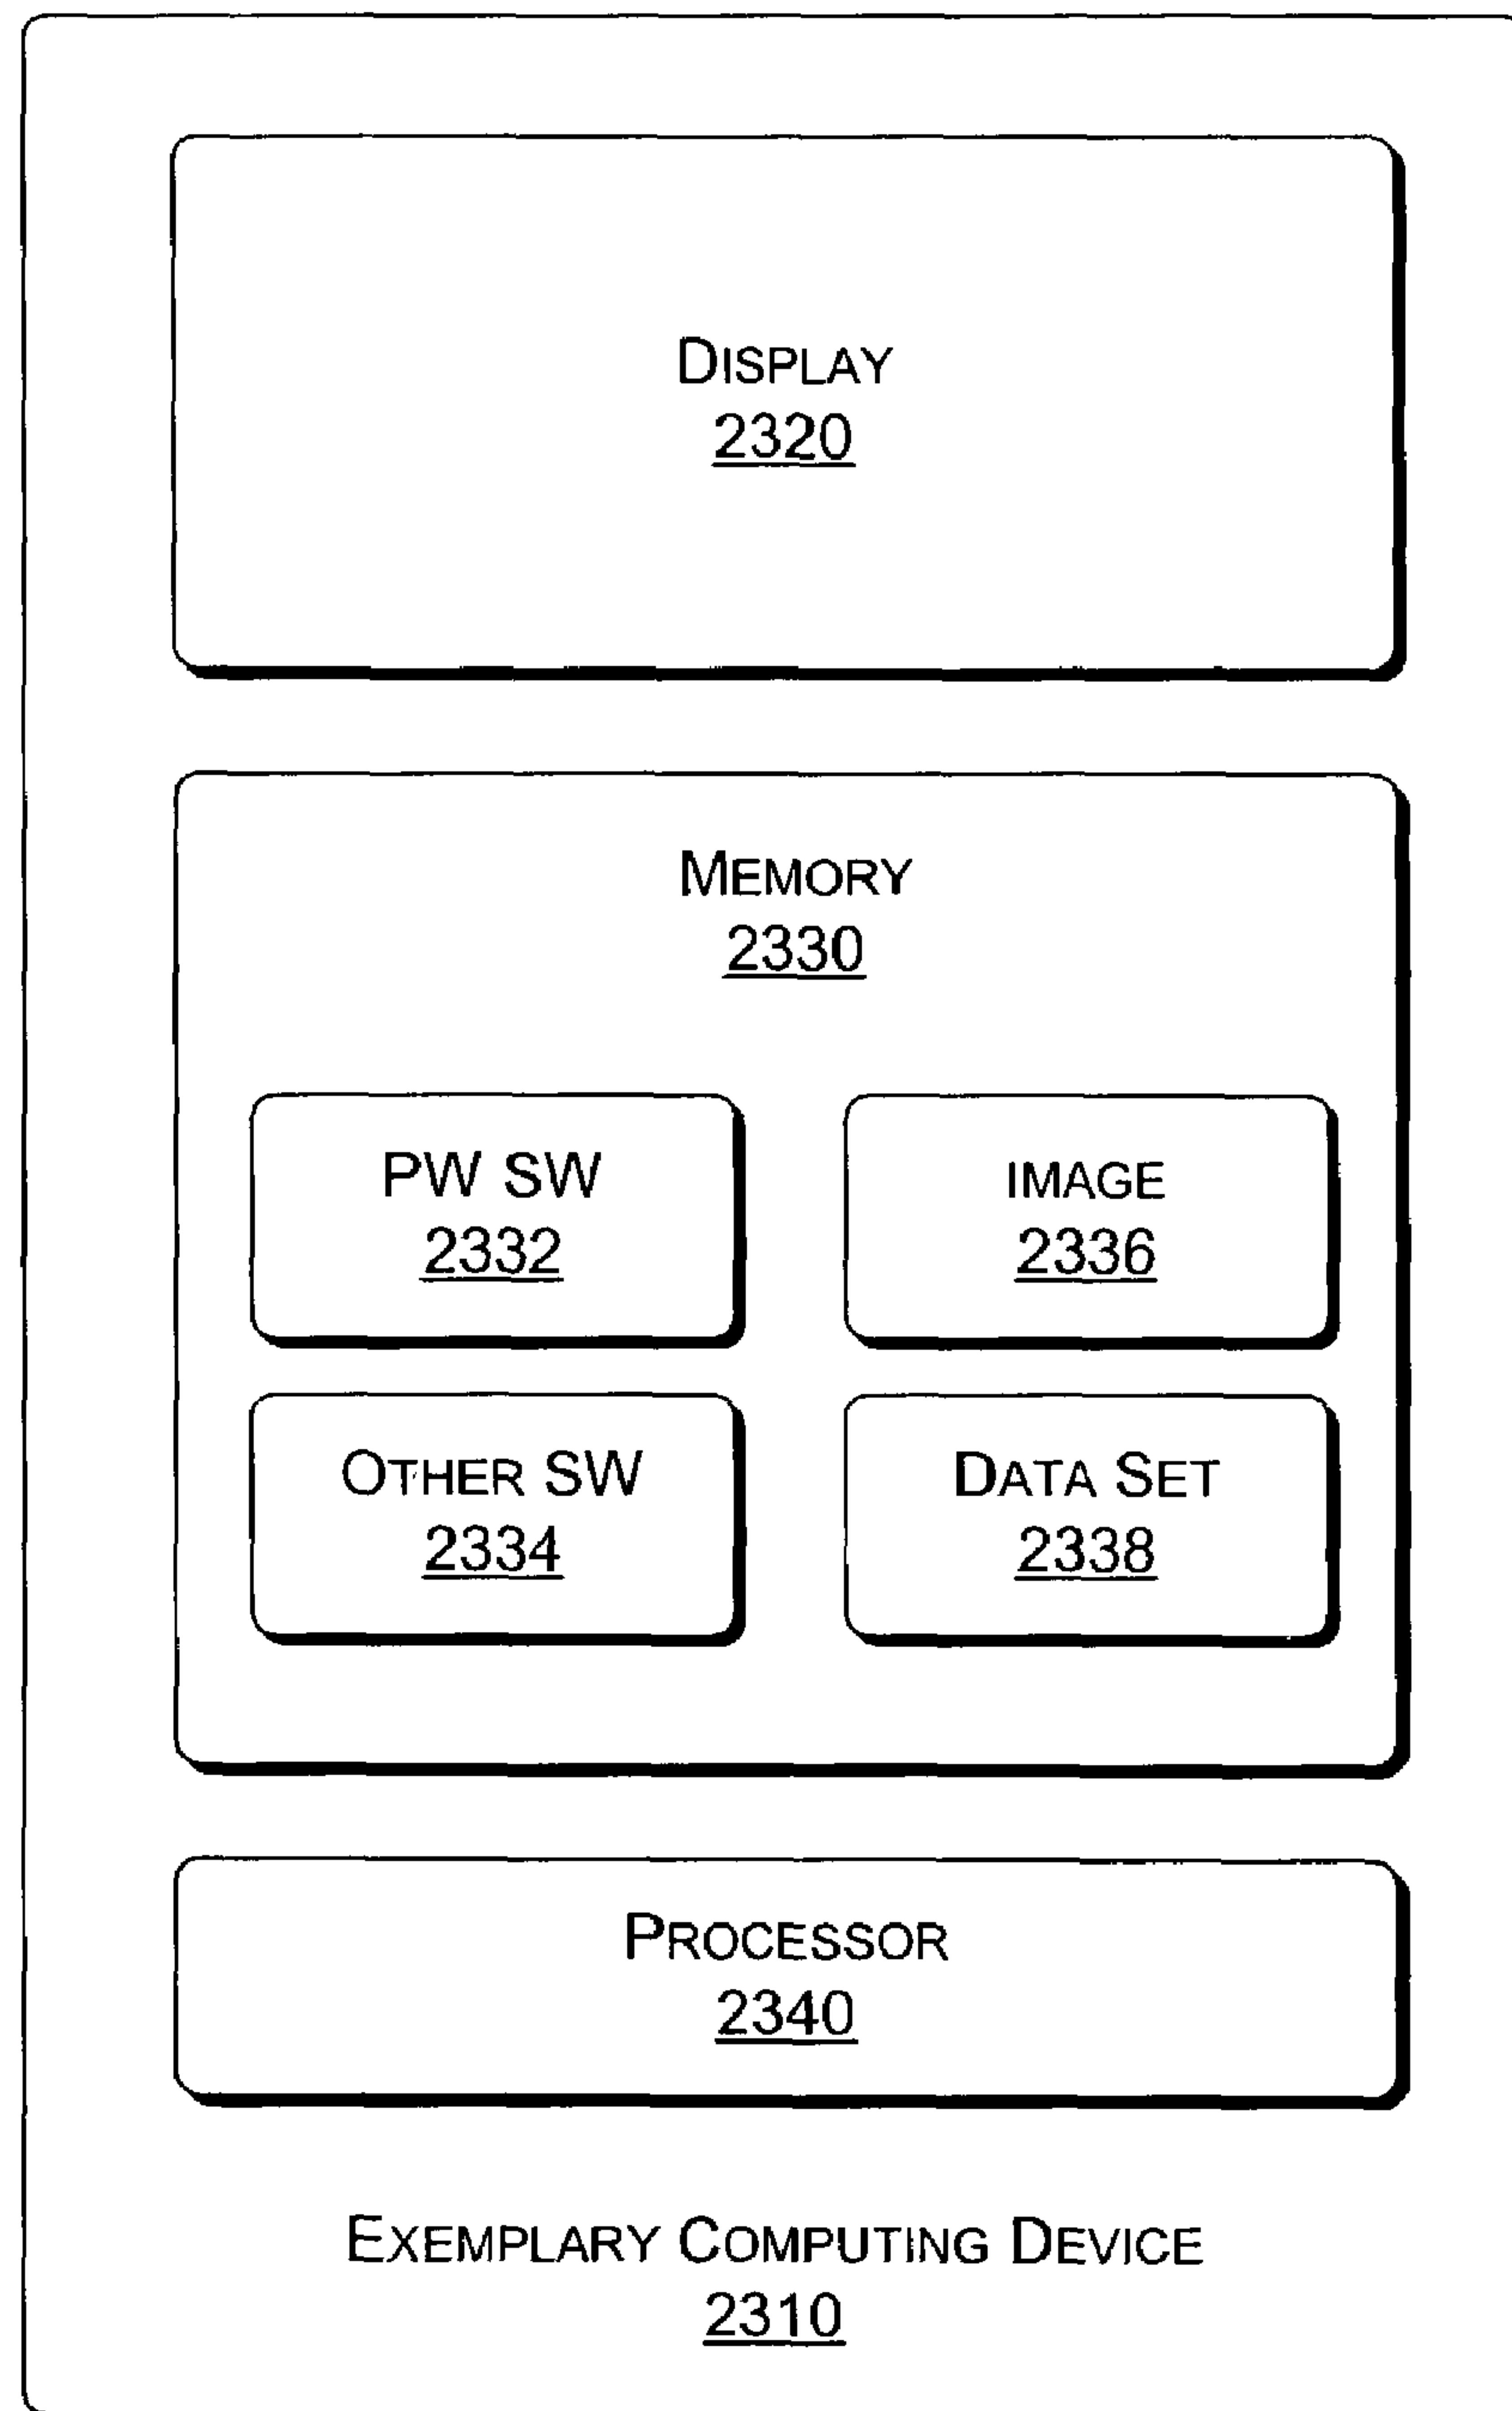 DISPLAY
2320
MEMORY
2330
PW SW
2332
IMAGE
2336
OTHER SW
2334
DATA SET
2338
PROCESSOR
2340
EXEMPLARY COMPUTING DEVICE
2310